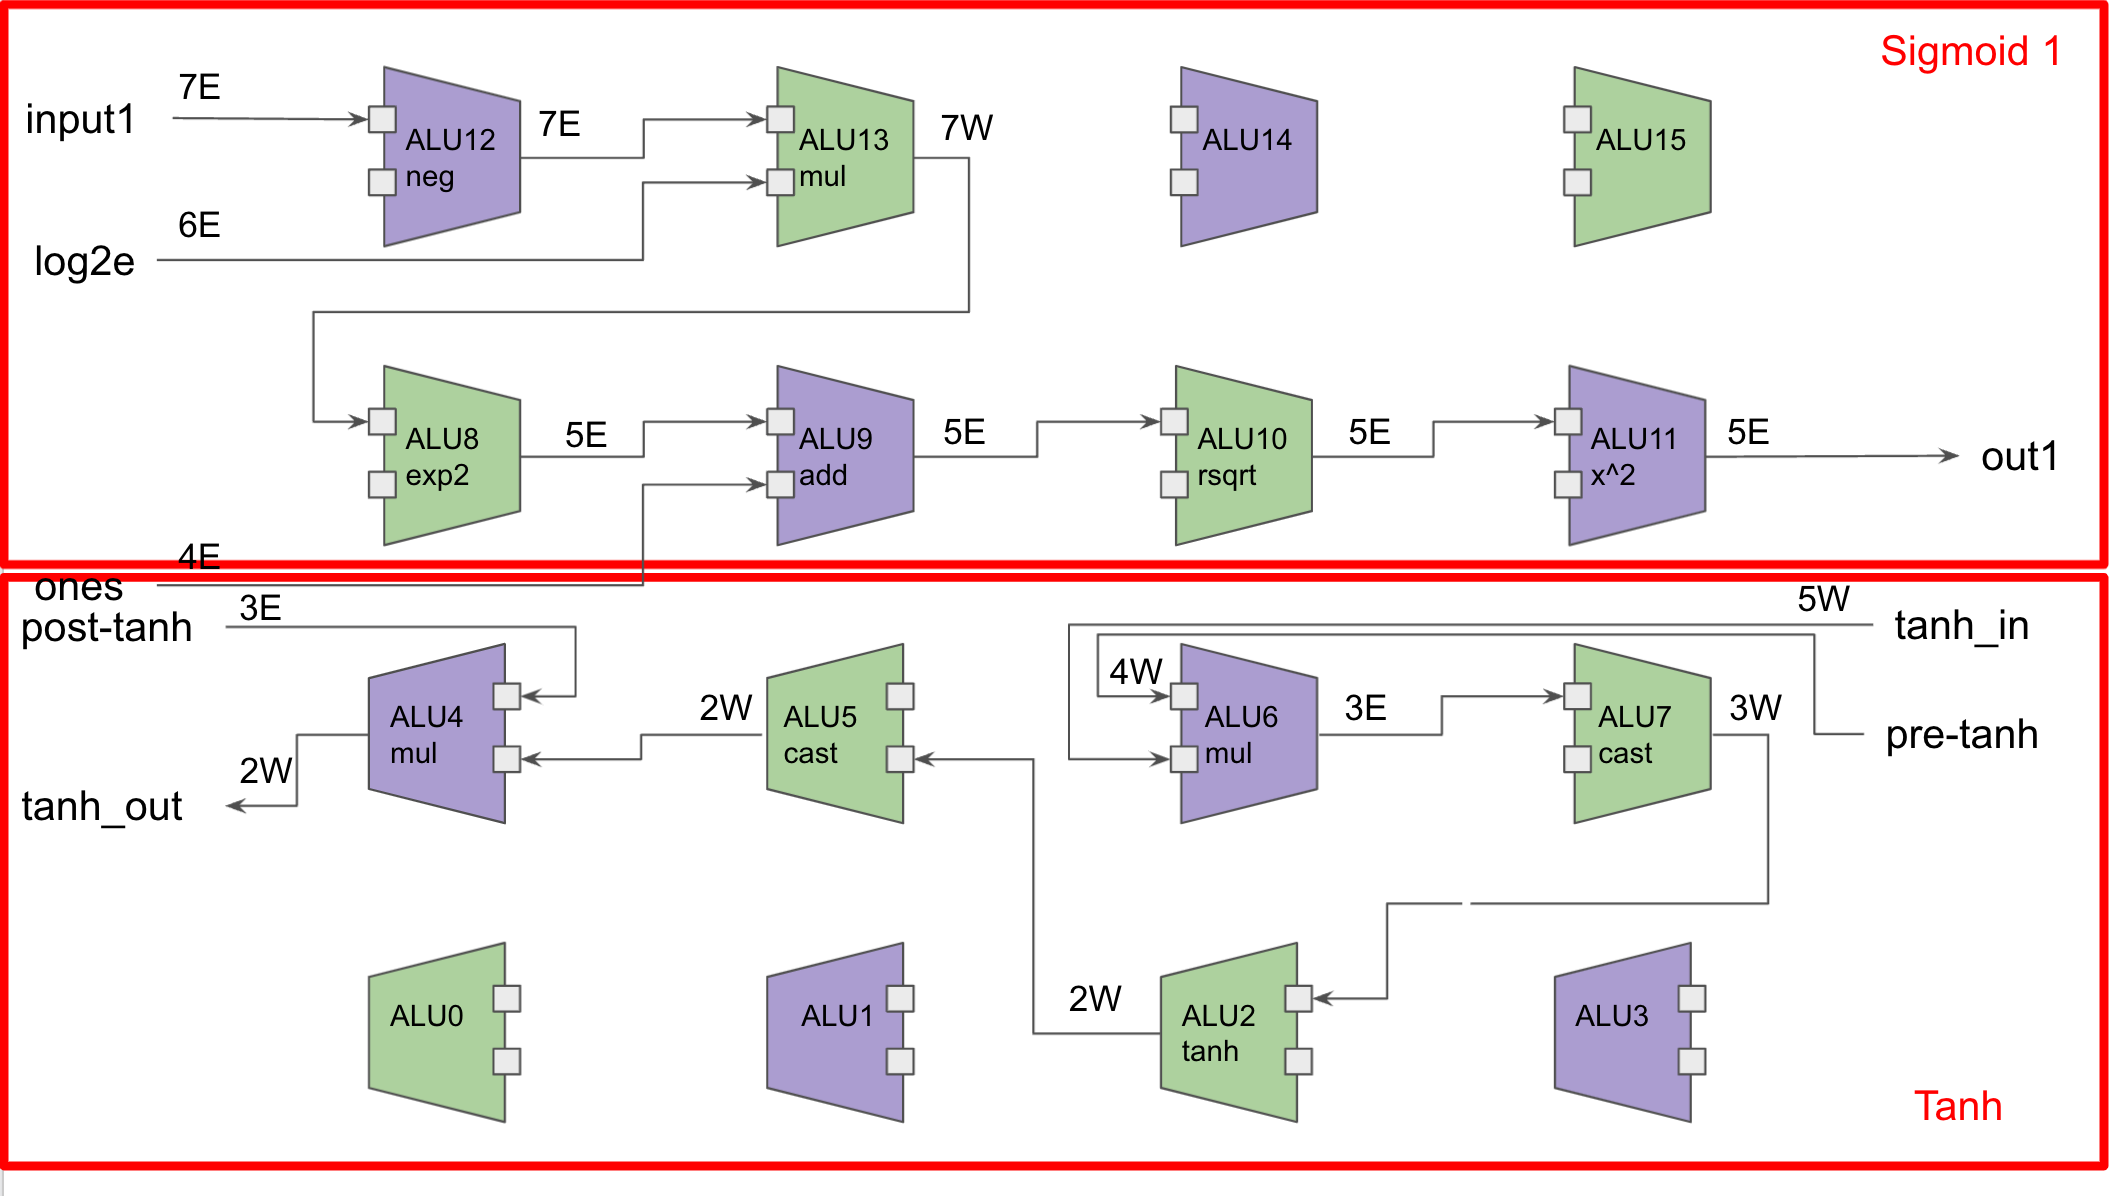 Sigmoid 1
7E
input1
ALU12
neg
7E
ALU13
mul
7W
ALU14
ALU15
6E
log2e
ALU8
exp2
5E
ALU9
add
5E
ALU10
rsqrt
5E
ALU11
x^2
5E
out1
4E
ones
3E
post-tanh
5W
tanh_in
ALU4
mul
2W
ALU5
cast
4W
ALU6
mul
3E
ALU7
cast
3W
pre-tanh
2W
tanh_out
ALU0
ALU1
2W
ALU2
tanh
ALU3
Tanh